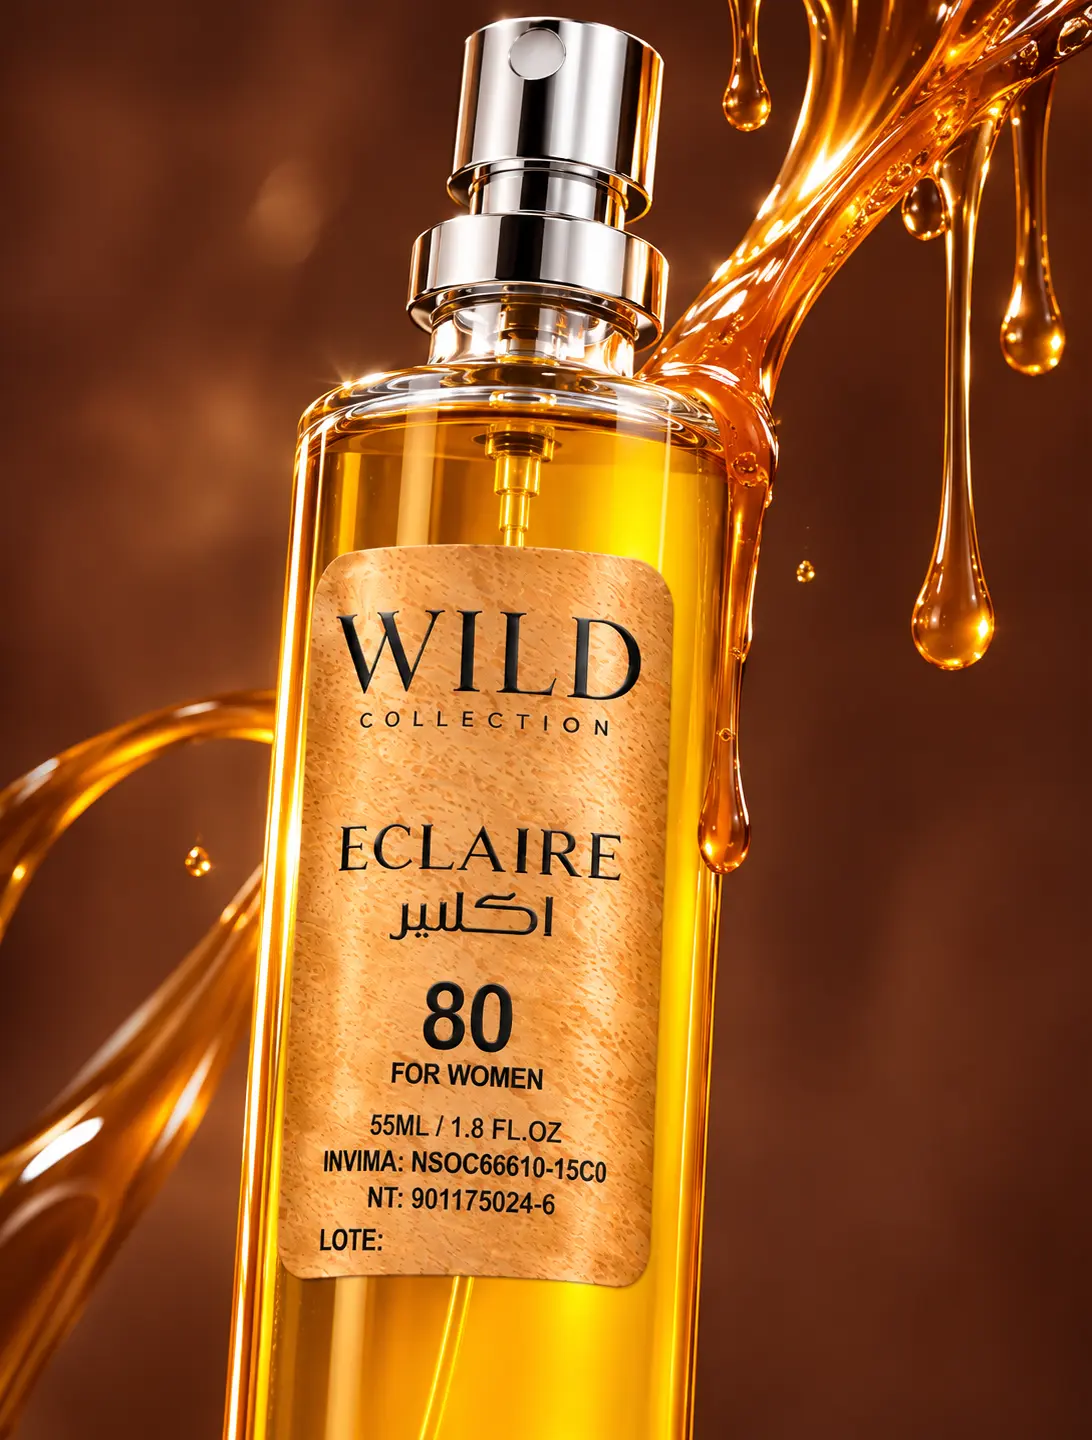 WILD
COLLECTION
ECLAIRE
اكلير
80
FOR WOMEN
55ML / 1.8 FL.OZ
INVIMA: NSOC66610-15C0
NT: 901175024-6
LOTE: